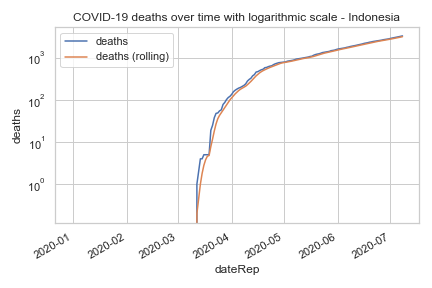 COVID-19 deaths over time with logarithmic scale - Indonesia
deaths
deaths (rolling)
10³
10²
10¹
10⁰
deaths
2020-01
2020-02
2020-03
2020-04
2020-05
2020-06
2020-07
dateRep